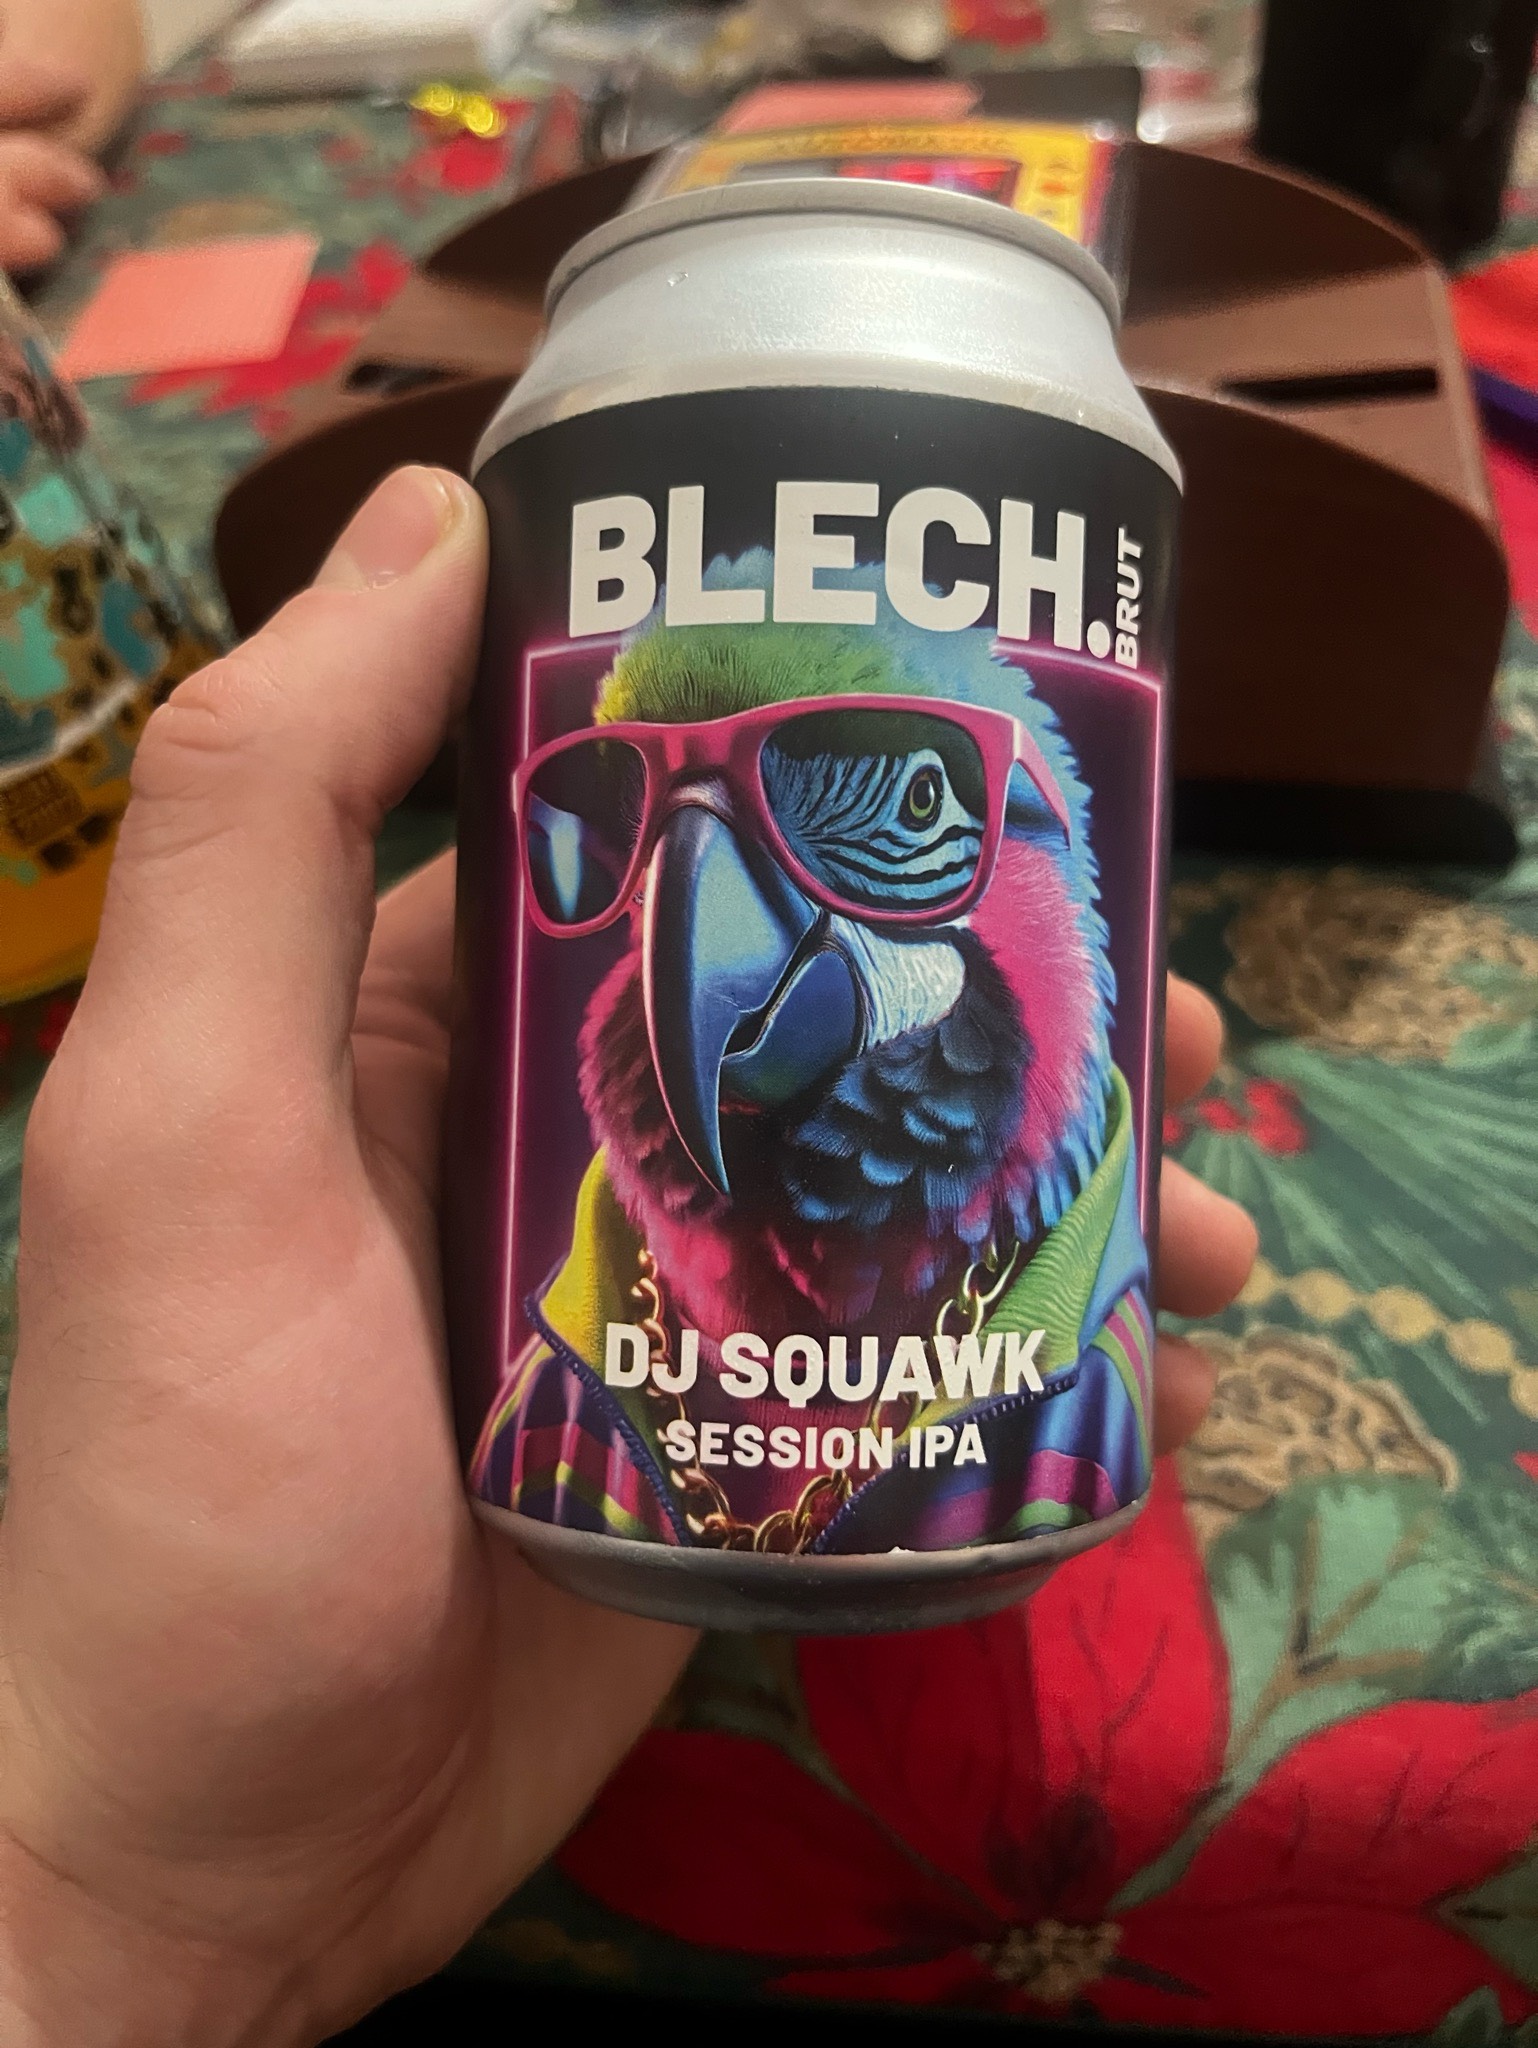 BLECH.
BRUT
DJ SQUAWK
SESSION IPA